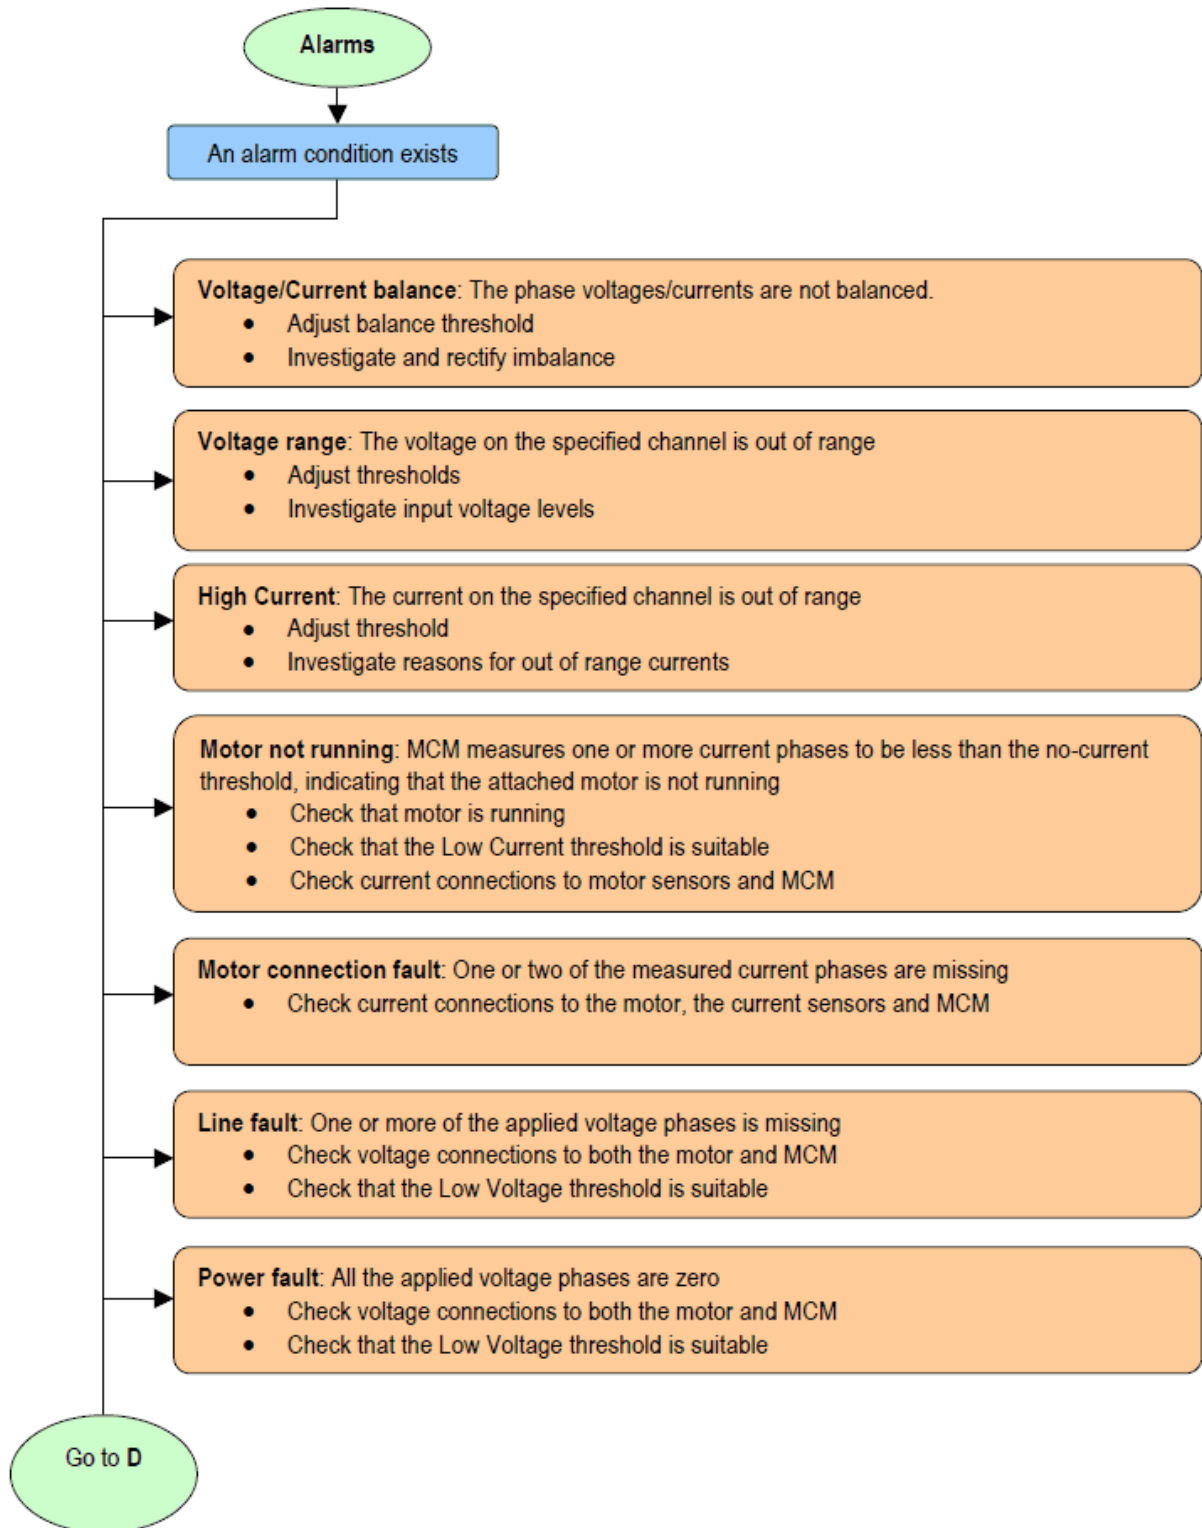 Alarms
An alarm condition exists
Voltage/Current balance: The phase voltages/currents are not balanced.
• Adjust balance threshold
• Investigate and rectify imbalance
Voltage range: The voltage on the specified channel is out of range
• Adjust thresholds
• Investigate input voltage levels
High Current: The current on the specified channel is out of range
• Adjust threshold
• Investigate reasons for out of range currents
Motor not running: MCM measures one or more current phases to be less than the no-current
threshold, indicating that the attached motor is not running
• Check that motor is running
• Check that the Low Current threshold is suitable
• Check current connections to motor sensors and MCM
Motor connection fault: One or two of the measured current phases are missing
• Check current connections to the motor, the current sensors and MCM
Line fault: One or more of the applied voltage phases is missing
• Check voltage connections to both the motor and MCM
• Check that the Low Voltage threshold is suitable
Power fault: All the applied voltage phases are zero
• Check voltage connections to both the motor and MCM
• Check that the Low Voltage threshold is suitable
Go to D